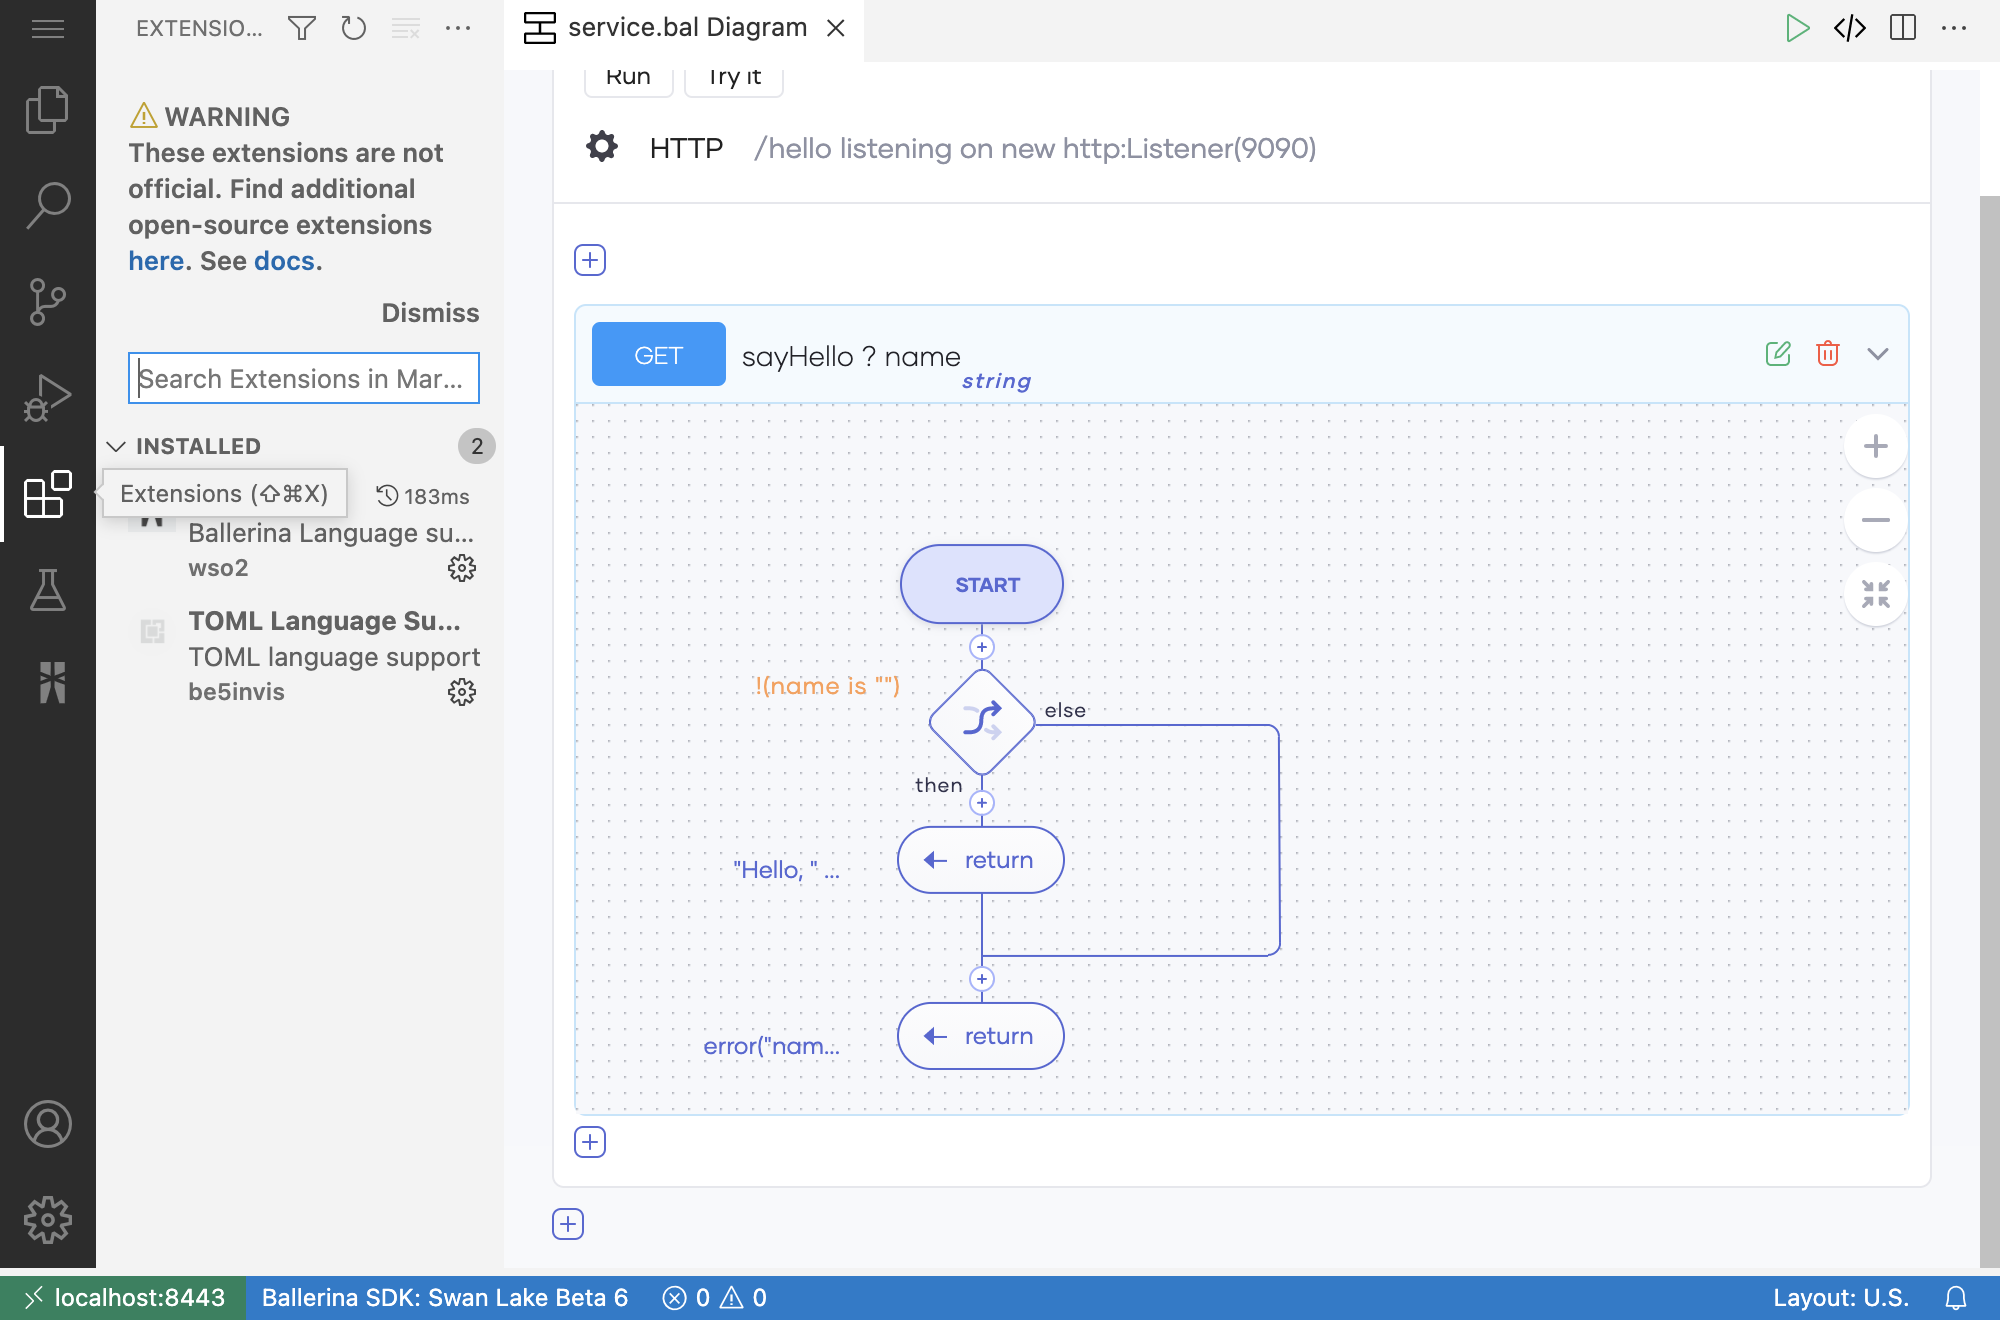 EXTENSIO...
WARNING
These extensions are not
official. Find additional
open-source extensions
here. See docs.
Dismiss
Search Extensions in Mar...
INSTALLED
2
Extensions (⇧⌘X)
183ms
Ballerina Language su...
wso2
TOML Language Su...
TOML language support
be5invis
service.bal Diagram
Run
Try it
HTTP /hello listening on new http:Listener(9090)
GET sayHello ? name
string
START
!(name is "")
else
then
"Hello, " ...
return
error("nam...
return
localhost:8443
Ballerina SDK: Swan Lake Beta 6
0
0
Layout: U.S.